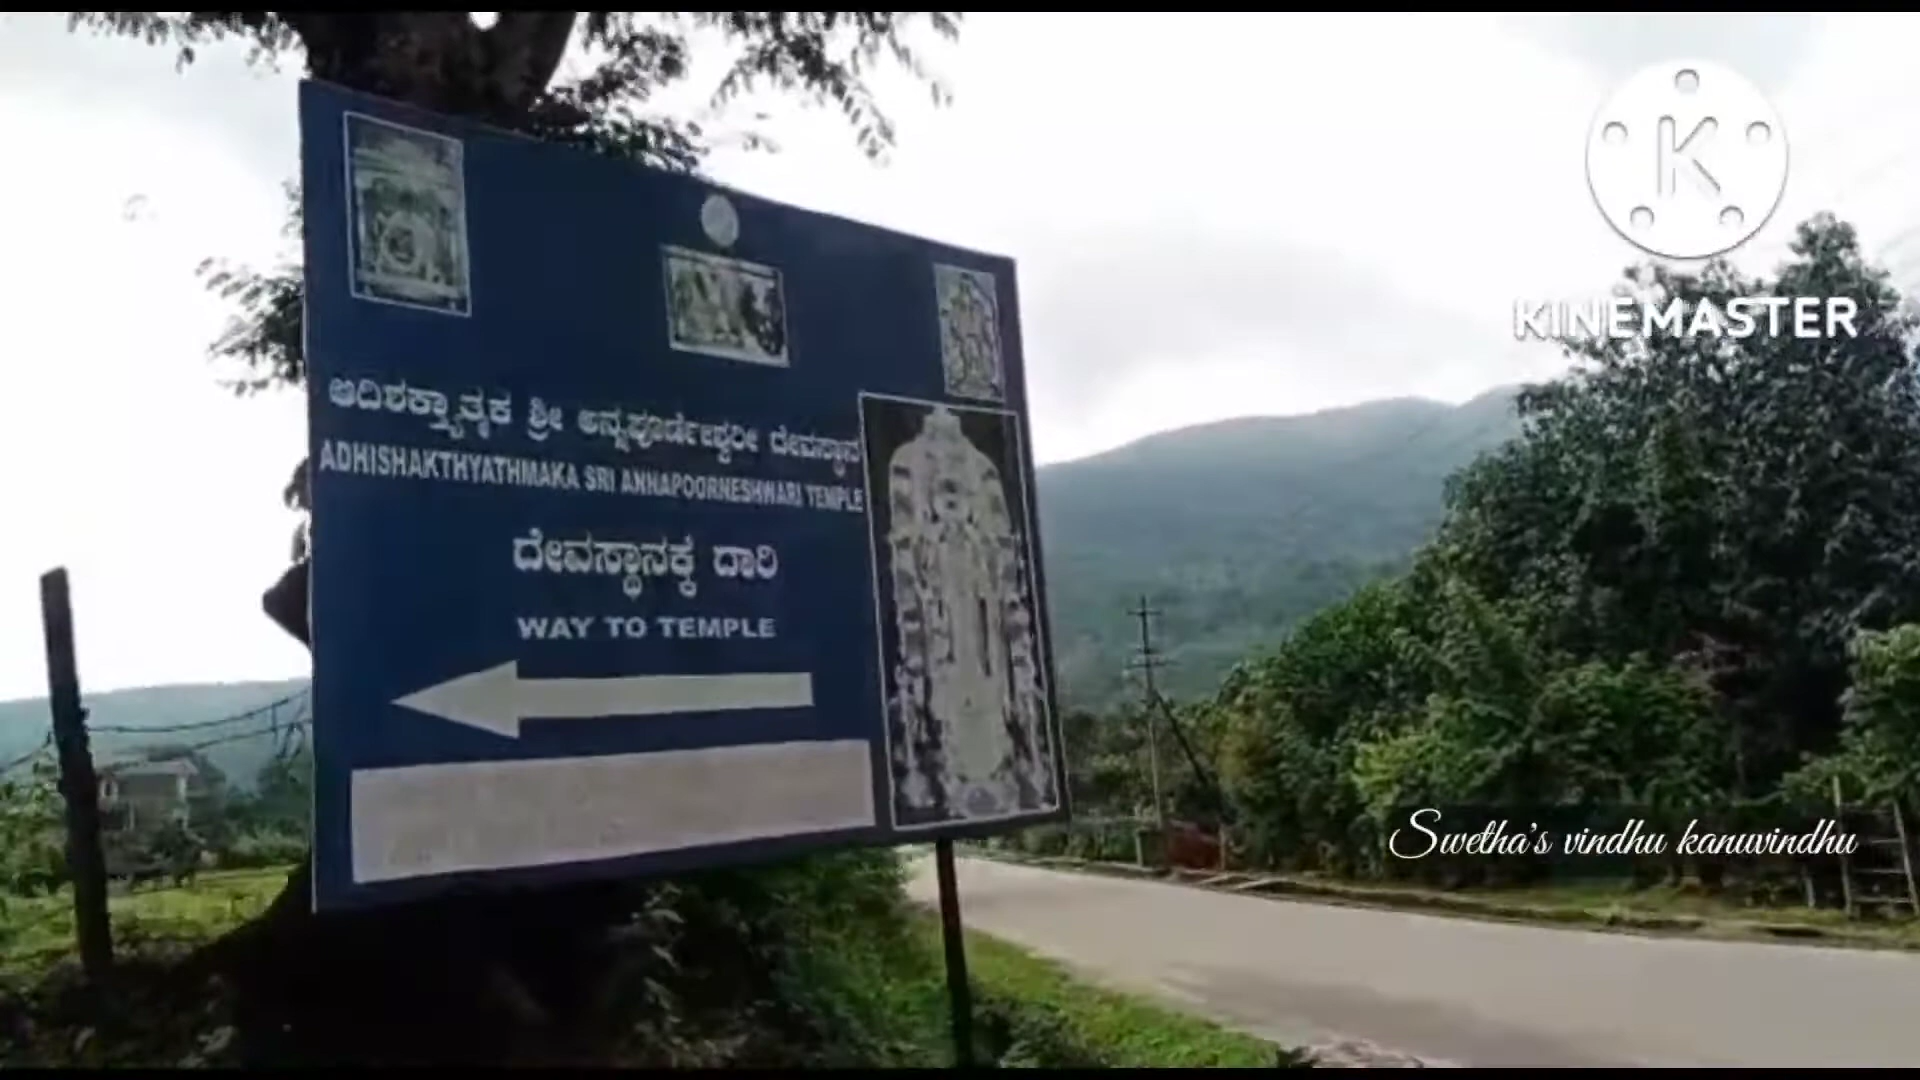 ಆದಿಶಕ್ತ್ಯಾತ್ಮಕ ಶ್ರೀ ಅನ್ನಪೂರ್ಣೇಶ್ವರೀ ದೇವಸ್ಥಾನ
ADHISHAKTHYATHMAKA SRI ANNAPOORNESHWARI TEMPLE
ದೇವಸ್ಥಾನಕ್ಕೆ ದಾರಿ
WAY TO TEMPLE
K
KINEMASTER
Swetha's vindhu kanuvindhu